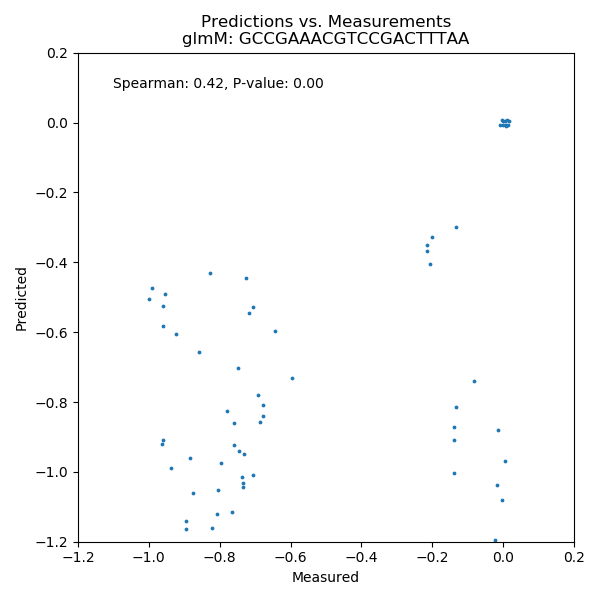 Predictions vs. Measurements
glmM: GCCGAAACGTCCGACTTTAA
Spearman: 0.42, P-value: 0.00
0.2
0.0
−0.2
−0.4
−0.6
−0.8
−1.0
−1.2
Predicted
−1.2 −1.0 −0.8 −0.6 −0.4 −0.2 0.0 0.2
Measured